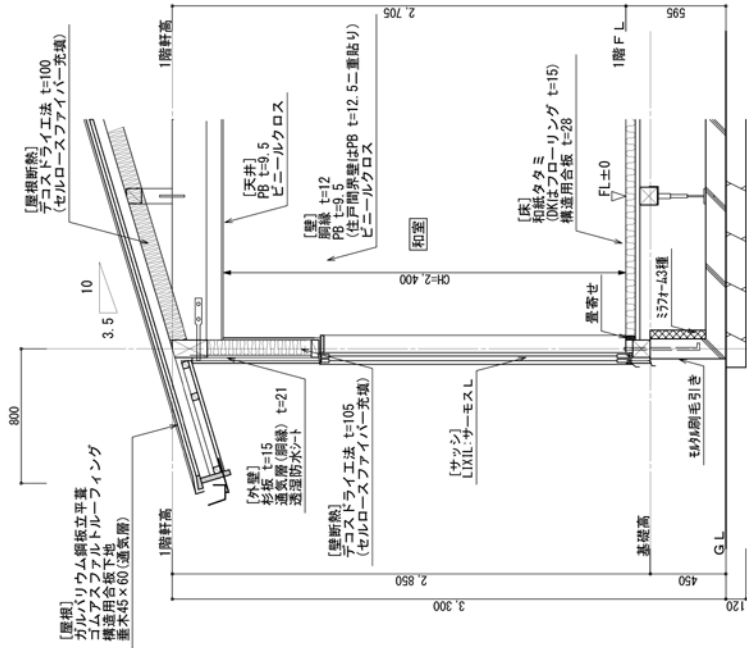 800
10
3.5
[屋根]
ガルバリウム鋼板立平葺
ゴムアスファルトルーフィング
構造用合板下地
垂木45×60(通気層)
[屋根断熱]
デコスドライ工法 t=100
(セルロースファイバー充填)
1階軒高
1階軒高
[外壁]
杉板 t=15
通気層(胴縁) t=21
透湿防水シート
[天井]
PB t=9.5
ビニールクロス
[壁断熱]
デコスドライ工法 t=105
(セルロースファイバー充填)
[壁]
胴縁 t=12
PB t=9.5
(住戸間界壁はPB t=12.5二重貼り)
ビニールクロス
和室
CH=2,400
[サッシ]
LIXIL:サーモスL
[床]
和紙タタミ
(DKはフローリング t=15)
構造用合板 t=28
畳寄せ
FL±0
1階FL
基礎高
ミラフォーム3種
モルタル刷毛引き
GL
2,850
3,300
450
120
2,705
595